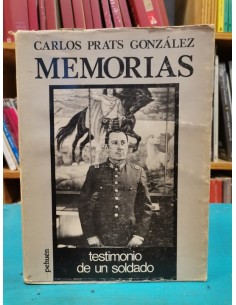 CARLOS PRATS GONZÁLEZ
MEMORIAS
pehuén
testimonio
de un soldado